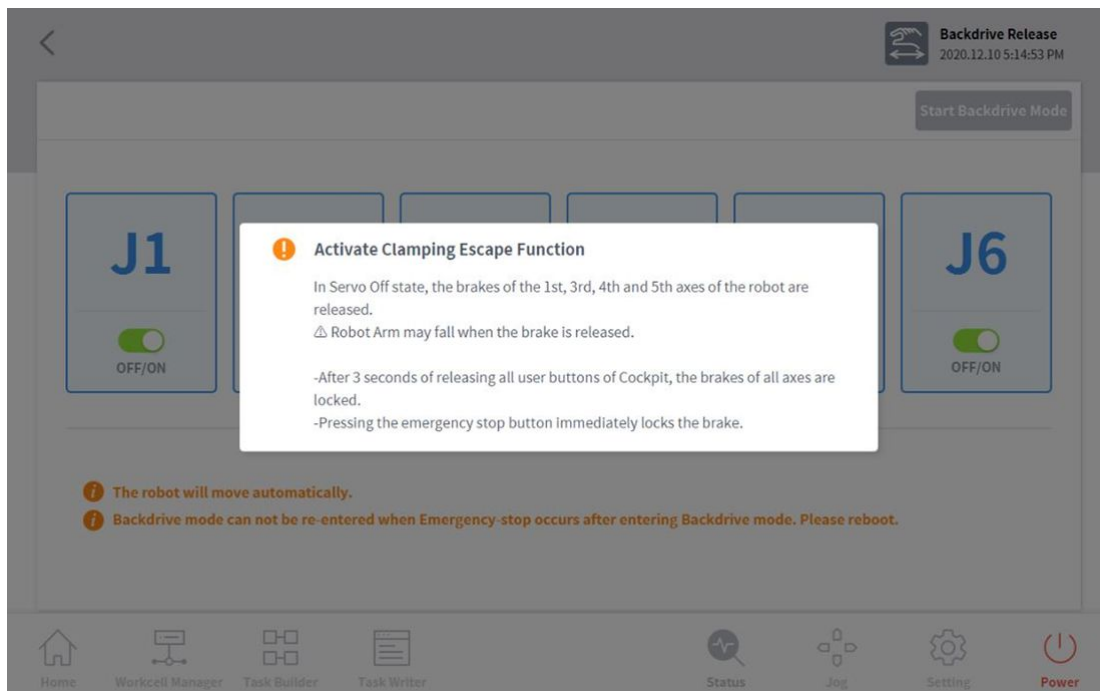 Backdrive Release
2020.12.10 5:14:53 PM
Start Backdrive Mode
J1
J6
OFF/ON
OFF/ON
Activate Clamping Escape Function
In Servo Off state, the brakes of the 1st, 3rd, 4th and 5th axes of the robot are
released.
⚠ Robot Arm may fall when the brake is released.
-After 3 seconds of releasing all user buttons of Cockpit, the brakes of all axes are
locked.
-Pressing the emergency stop button immediately locks the brake.
The robot will move automatically.
Backdrive mode can not be re-entered when Emergency-stop occurs after entering Backdrive mode. Please reboot.
Home
Workcell Manager
Task Builder
Task Writer
Status
Jog
Setting
Power